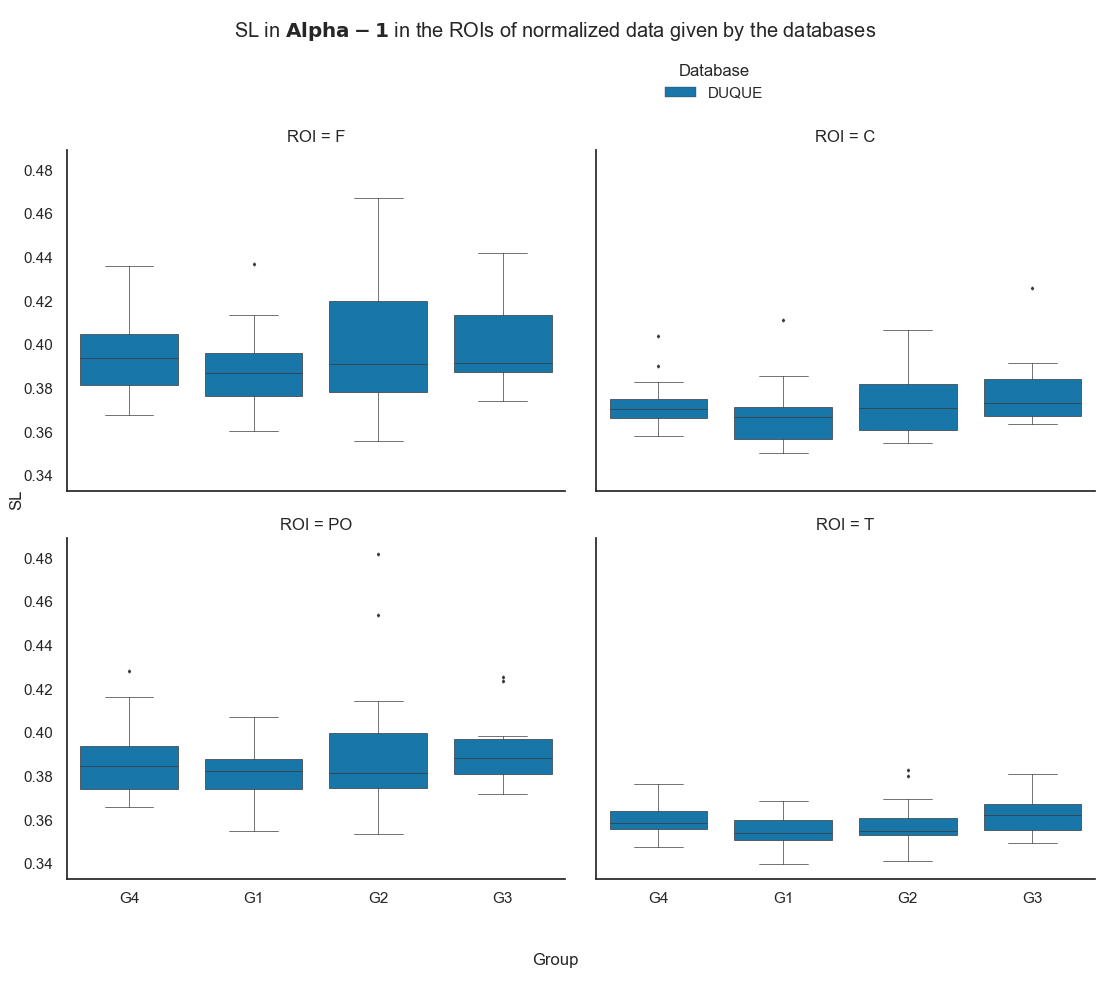 SL in Alpha − 1 in the ROIs of normalized data given by the databases
Database
DUQUE
ROI = F
ROI = C
0.48
0.46
0.44
0.42
0.40
0.38
0.36
0.34
SL
ROI = PO
ROI = T
0.48
0.46
0.44
0.42
0.40
0.38
0.36
0.34
G4 G1 G2 G3
G4 G1 G2 G3
Group